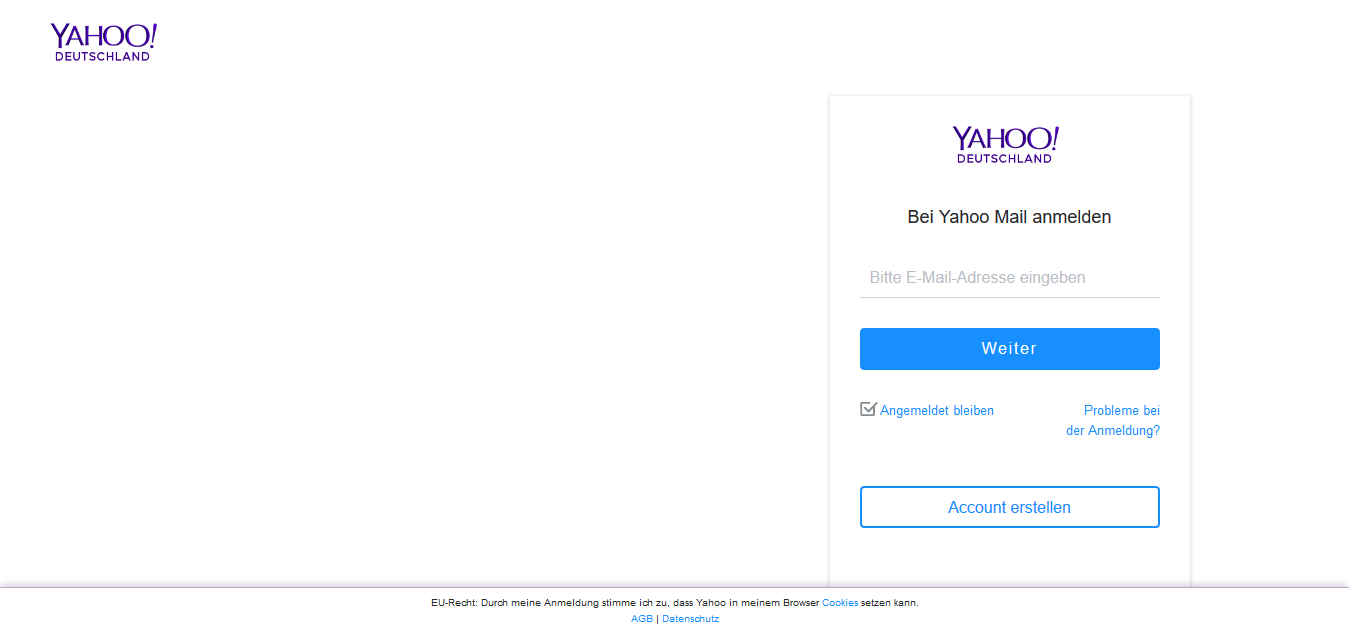 YAHOO!
DEUTSCHLAND
YAHOO!
DEUTSCHLAND
Bei Yahoo Mail anmelden
Bitte E-Mail-Adresse eingeben
Weiter
Angemeldet bleiben
Probleme bei
der Anmeldung?
Account erstellen
EU-Recht: Durch meine Anmeldung stimme ich zu, dass Yahoo in meinem Browser Cookies setzen kann.
AGB | Datenschutz